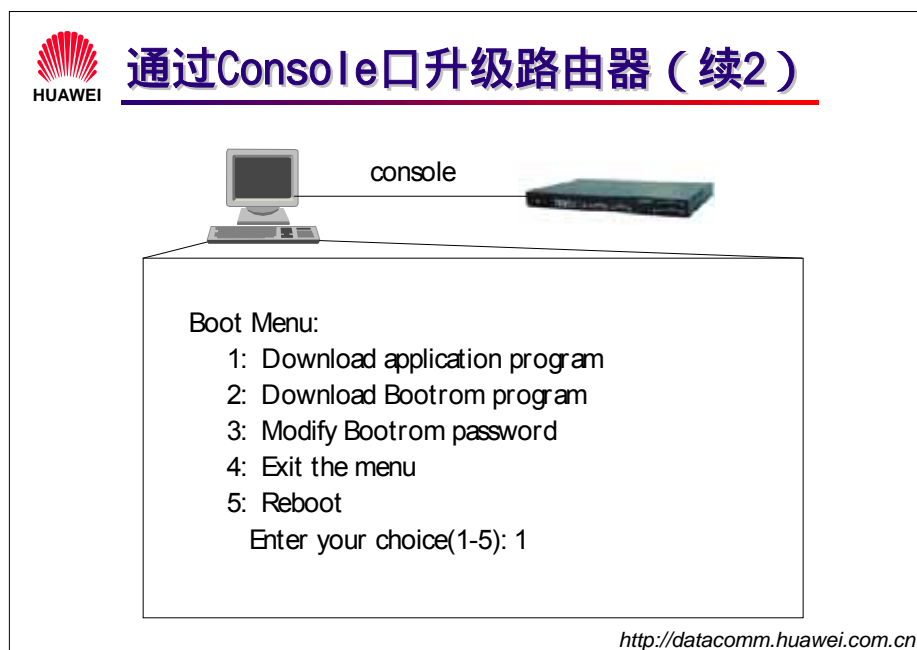 HUAWEI
通过Console口升级路由器（续2）
console
Boot Menu:
1: Download application program
2: Download Bootrom program
3: Modify Bootrom password
4: Exit the menu
5: Reboot
Enter your choice(1-5): 1
http://datacomm.huawei.com.cn